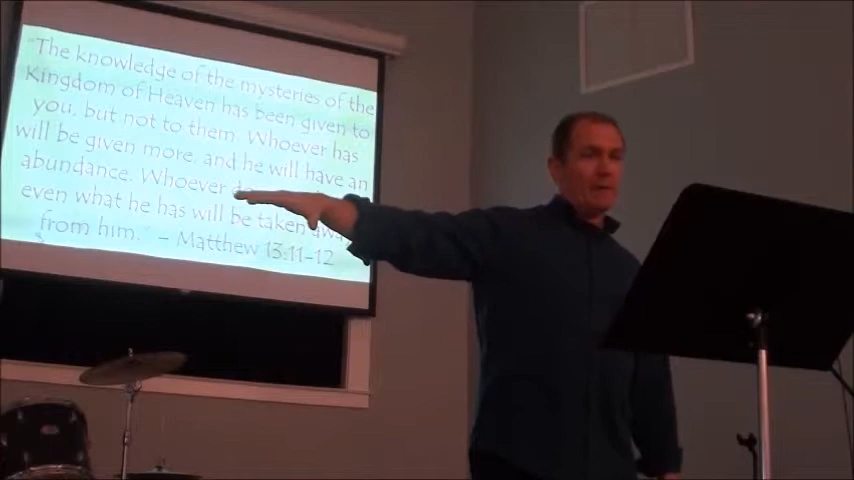 "The knowledge of the mysteries of the
Kingdom of Heaven has been given to
you, but not to them. Whoever has
will be given more, and he will have an
abundance. Whoever
even what he has will be taken
from him." – Matthew 13:11-12